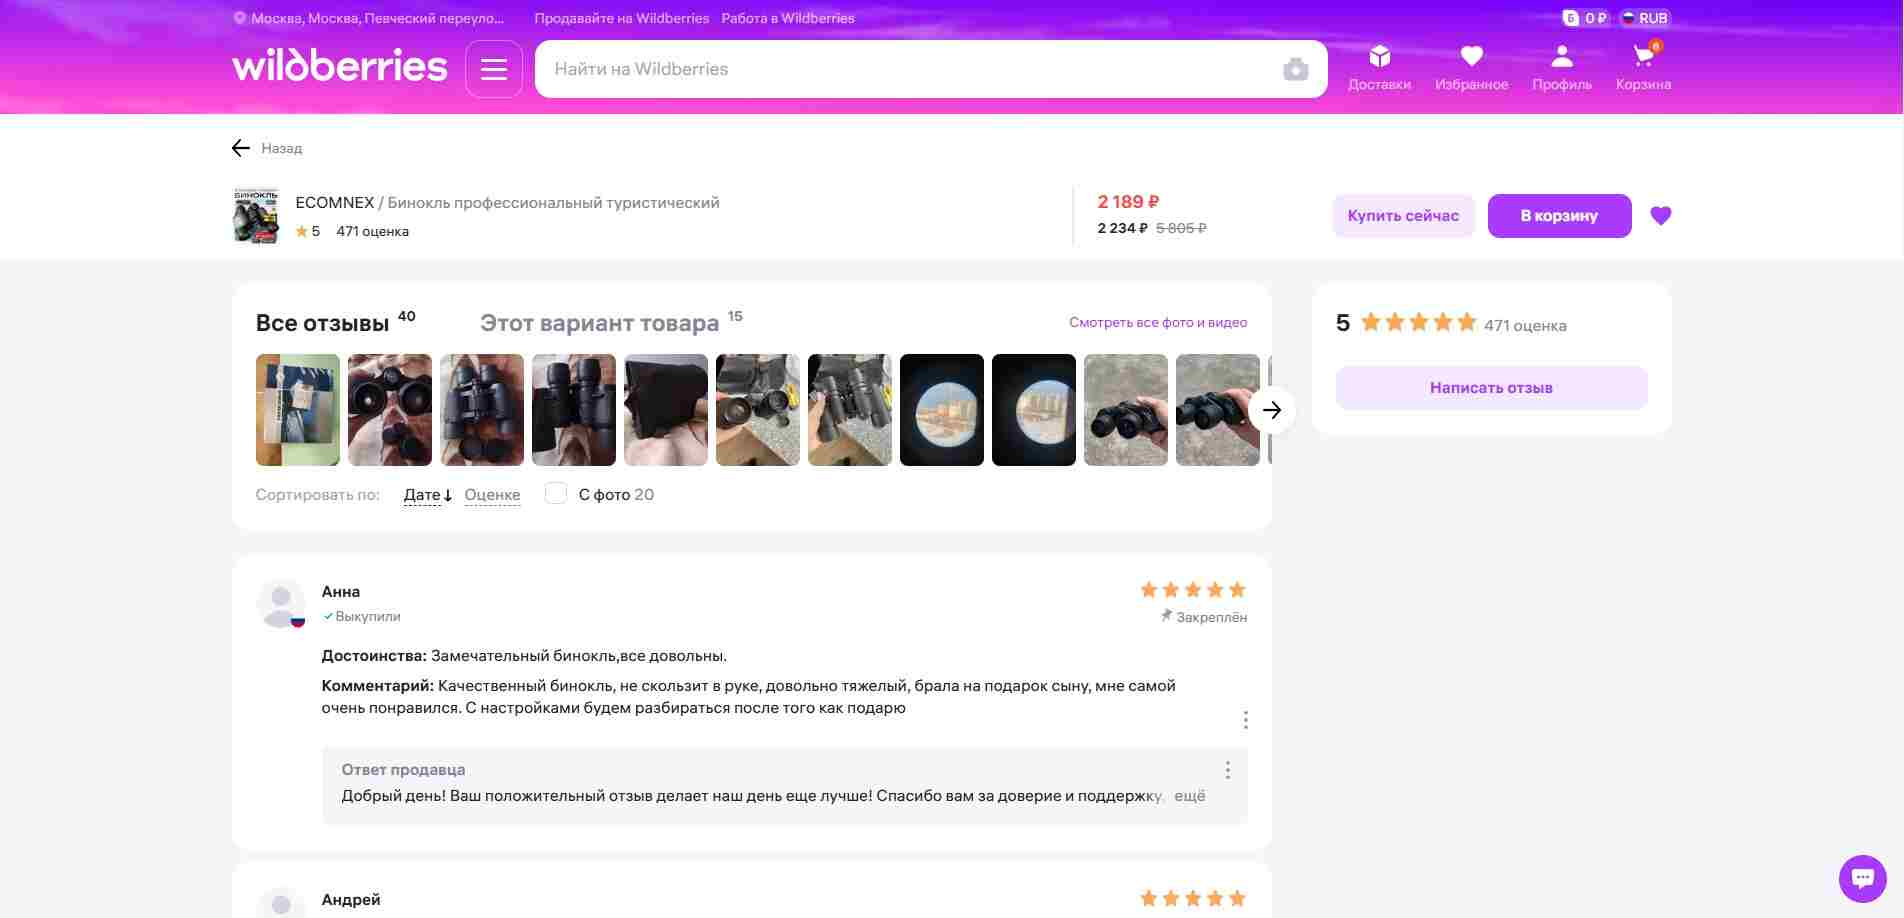 Москва, Москва, Певческий переуло...
Продавайте на Wildberries
Работа в Wildberries
0 ₽
RUB
wildberries
Найти на Wildberries
Доставки
Избранное
Профиль
Корзина
Назад
БИНОКЛЬ
ECOMNEX / Бинокль профессиональный туристический
5
471 оценка
2 189 ₽
2 234 ₽ 5 805 ₽
Купить сейчас
В корзину
Все отзывы 40
Этот вариант товара 15
Смотреть все фото и видео
Сортировать по:
Дате
Оценке
С фото 20
5
471 оценка
Написать отзыв
Анна
Выкупили
Закреплён
Достоинства: Замечательный бинокль,все довольны.
Комментарий: Качественный бинокль, не скользит в руке, довольно тяжелый, брала на подарок сыну, мне самой
очень понравился. С настройками будем разбираться после того как подарю
Ответ продавца
Добрый день! Ваш положительный отзыв делает наш день еще лучше! Спасибо вам за доверие и поддержку, ещё
Андрей